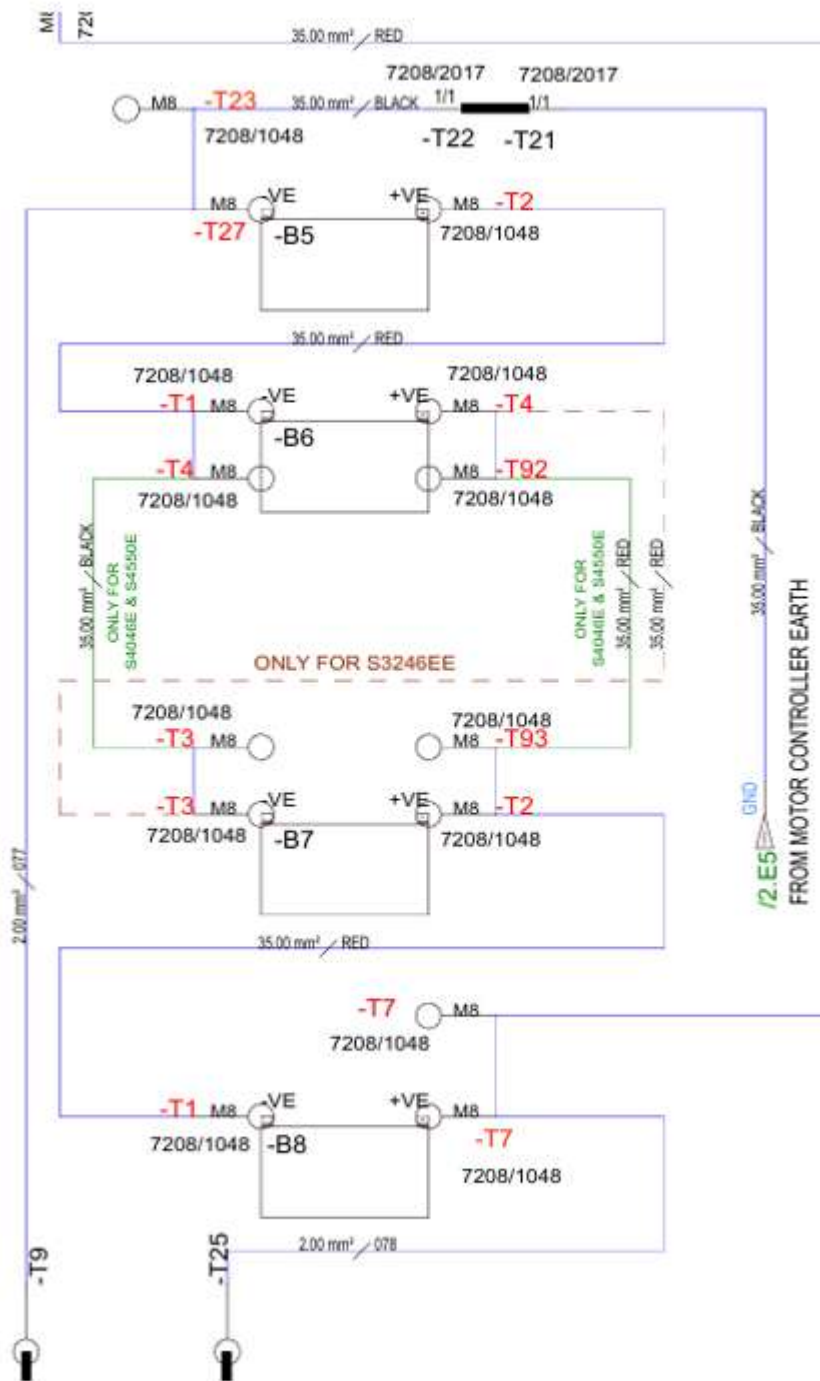 M8
720
35.00 mm² RED
7208/2017 7208/2017
M8 -T23 35.00 mm² BLACK 1/1 1/1
7208/1048 -T22 -T21
-VE +VE
M8 M8 -T2
-T27 -B5 7208/1048
35.00 mm² RED
7208/1048 7208/1048
-VE +VE
-T1 M8 M8 -T4
-B6
-T4 M8 M8 -T92
7208/1048 7208/1048
35.00 mm² BLACK
ONLY FOR
S4046E & S4550E
ONLY FOR
S4046E & S4550E
35.00 mm² RED
35.00 mm² RED
35.00 mm² BLACK
ONLY FOR S3246EE
7208/1048 7208/1048
-T3 M8 M8 -T93
-VE +VE
-T3 M8 M8 -T2
7208/1048 -B7 7208/1048
GND
/2.E5
FROM MOTOR CONTROLLER EARTH
2.00 mm² 077
35.00 mm² RED
-T7 M8
7208/1048
-VE +VE
-T1 M8 M8
7208/1048 -B8 -T7
7208/1048
2.00 mm² 078
-T9
-T25